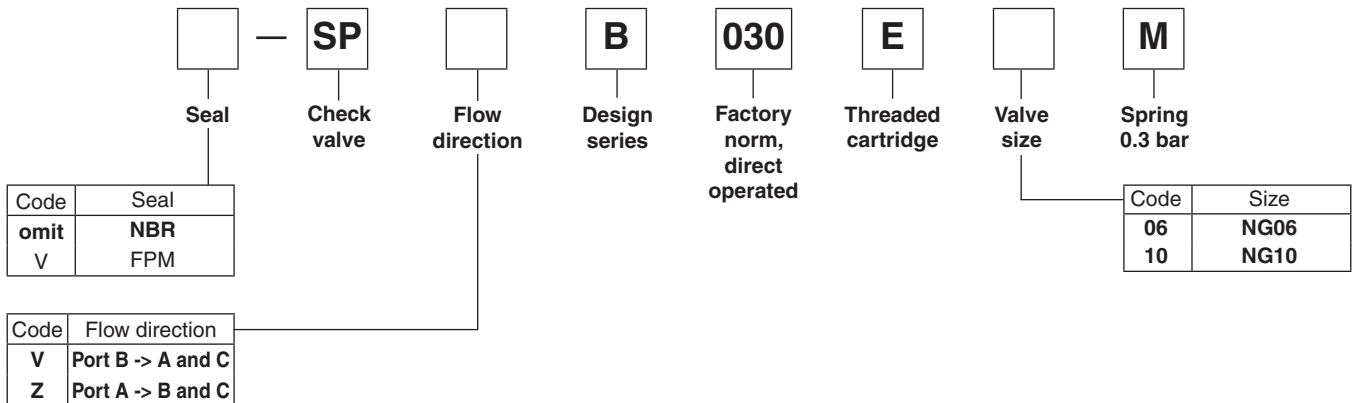 — SP B 030 E M
Seal
Check
valve
Flow
direction
Design
series
Factory
norm,
direct
operated
Threaded
cartridge
Valve
size
Spring
0.3 bar
Code Seal
omit NBR
V FPM
Code Size
06 NG06
10 NG10
Code Flow direction
V Port B -> A and C
Z Port A -> B and C